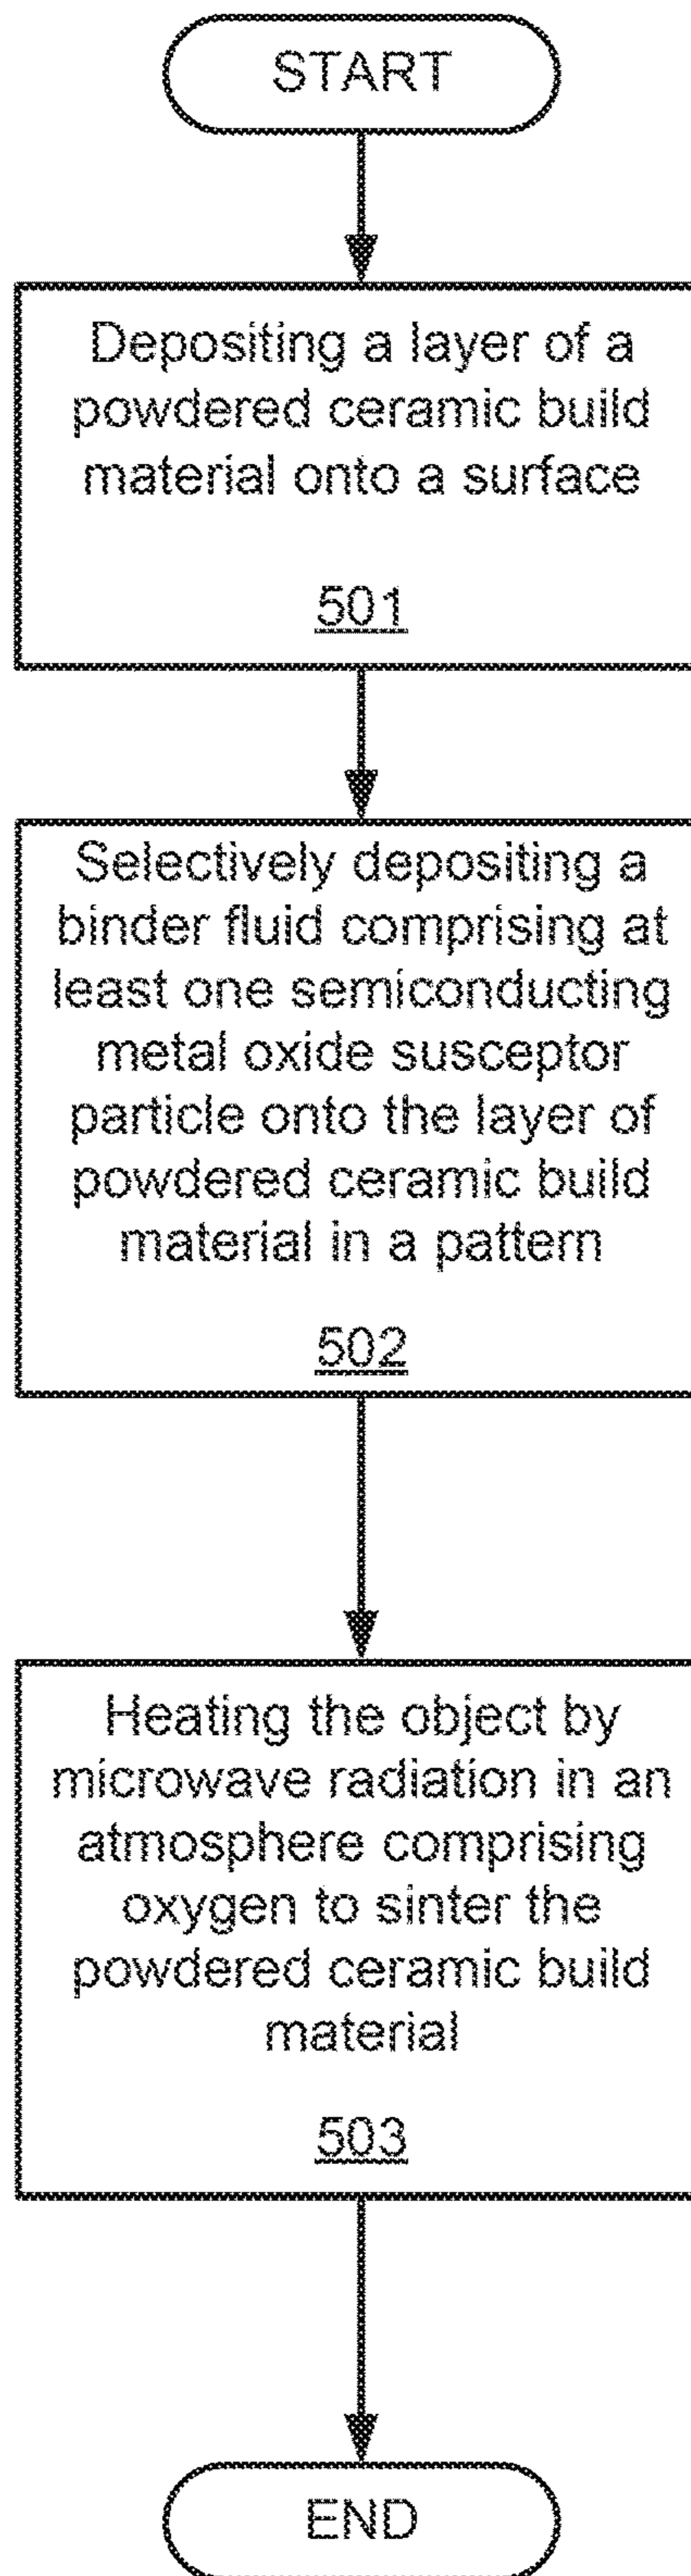 START
Depositing a layer of a
powdered ceramic build
material onto a surface
501
Selectively depositing a
binder fluid comprising at
least one semiconducting
metal oxide susceptor
particle onto the layer of
powdered ceramic build
material in a pattern
502
Heating the object by
microwave radiation in an
atmosphere comprising
oxygen to sinter the
powdered ceramic build
material
503
END